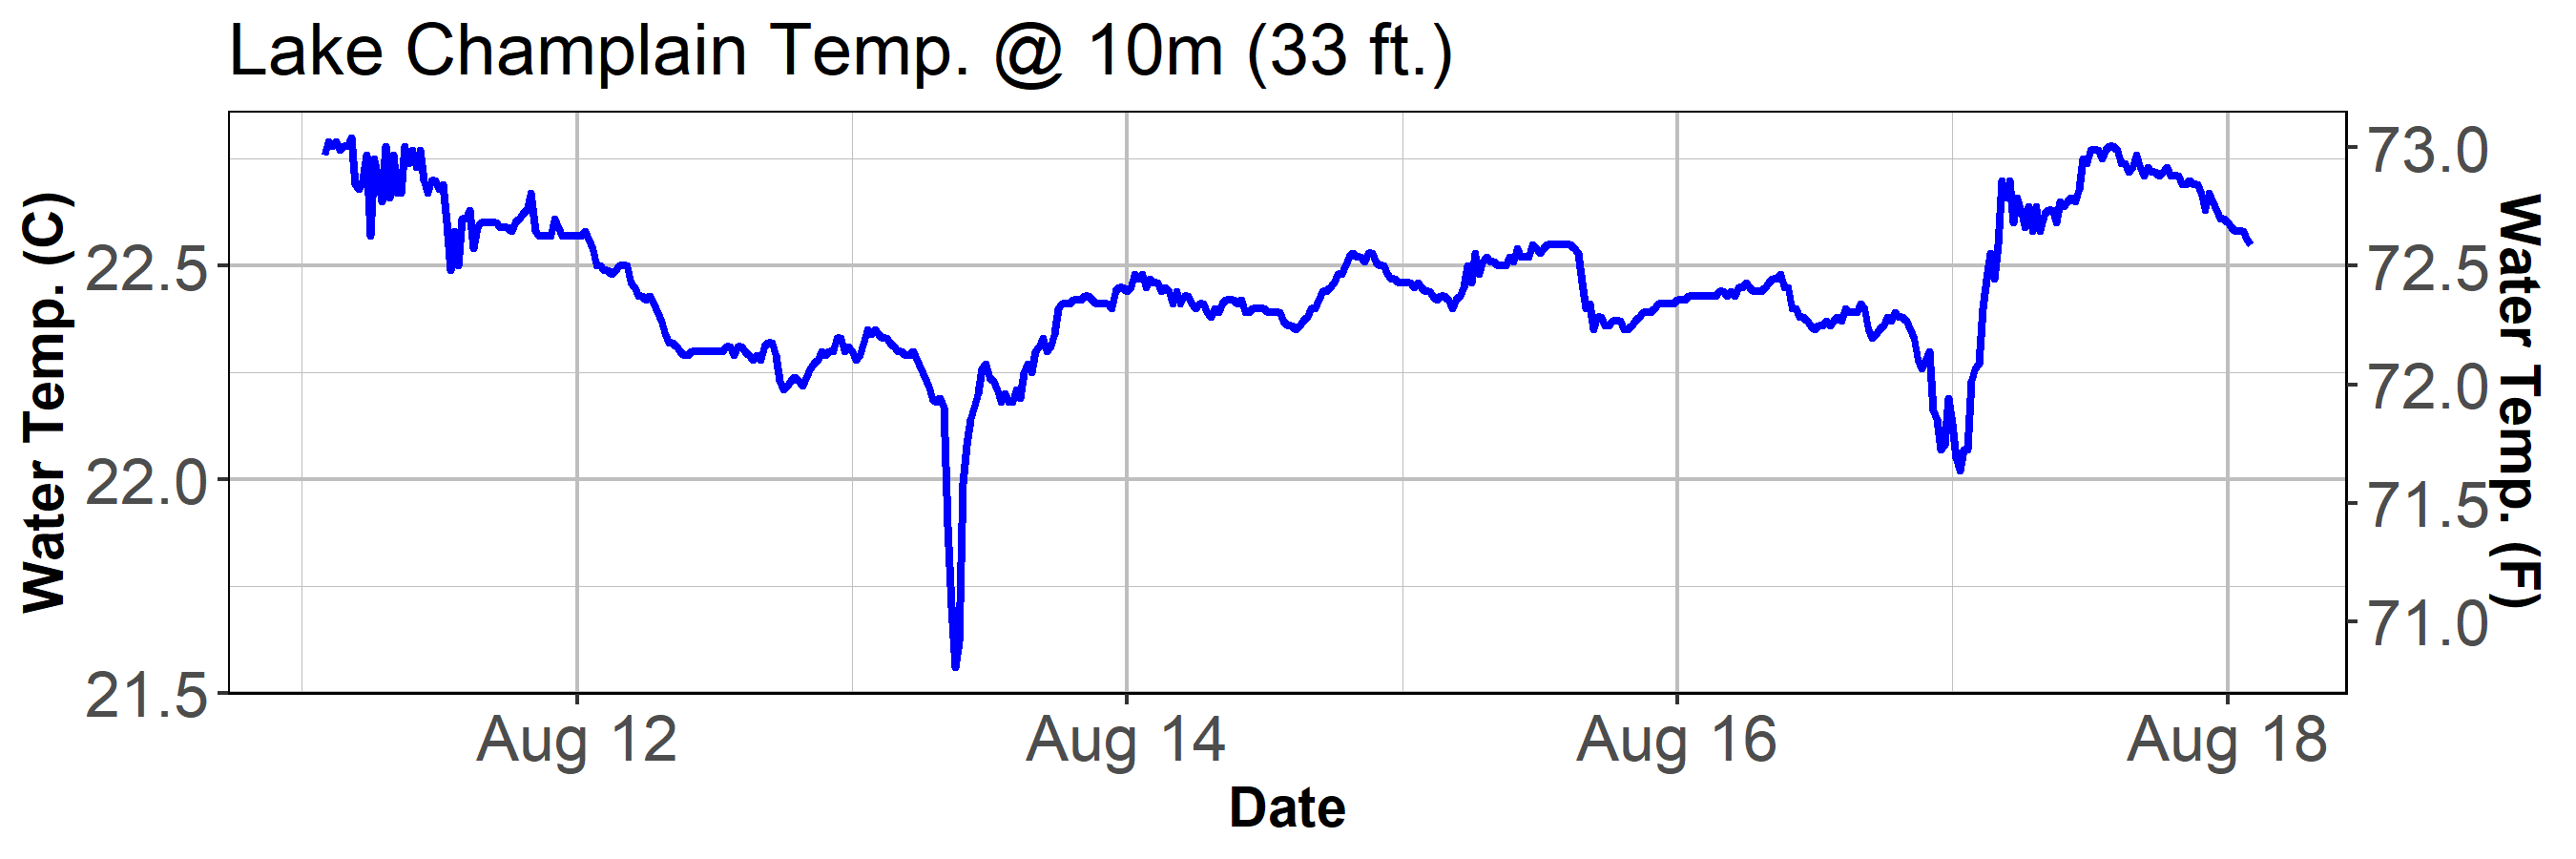 Lake Champlain Temp. @ 10m (33 ft.)
Water Temp. (C)
22.5
22.0
21.5
73.0
72.5
72.0
71.5
71.0
Water Temp. (F)
Aug 12
Aug 14
Aug 16
Aug 18
Date